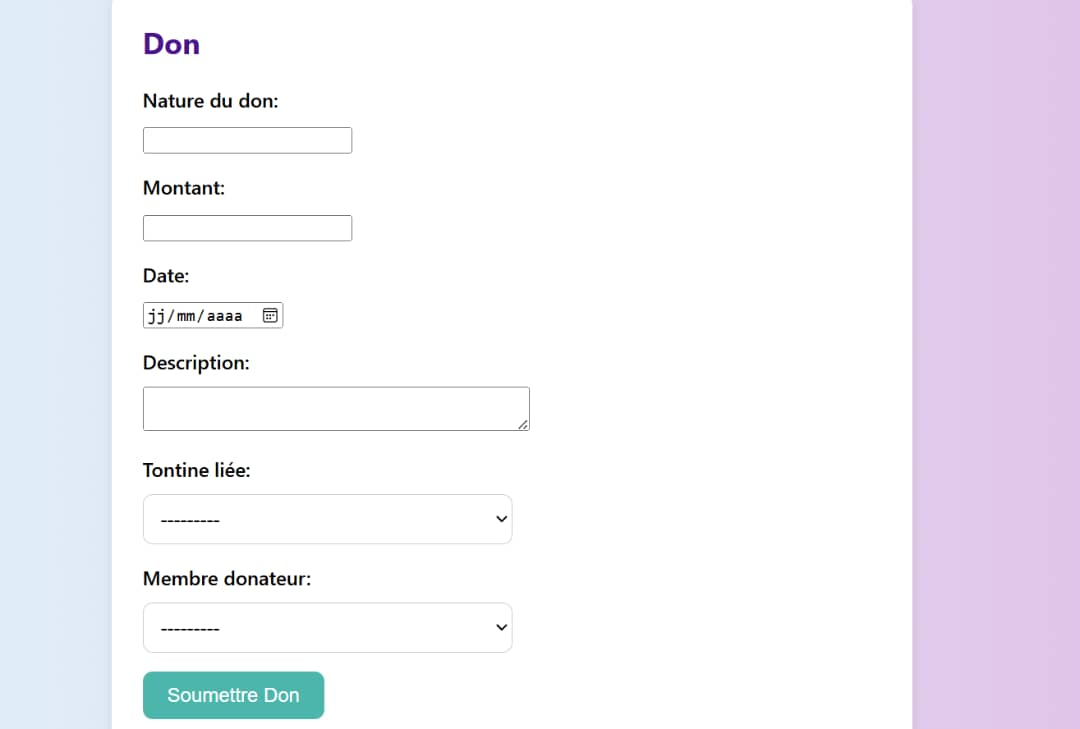 Don
Nature du don:
Montant:
Date:
jj/mm/aaaa
Description:
Tontine liée:
---------
Membre donateur:
---------
Soumettre Don